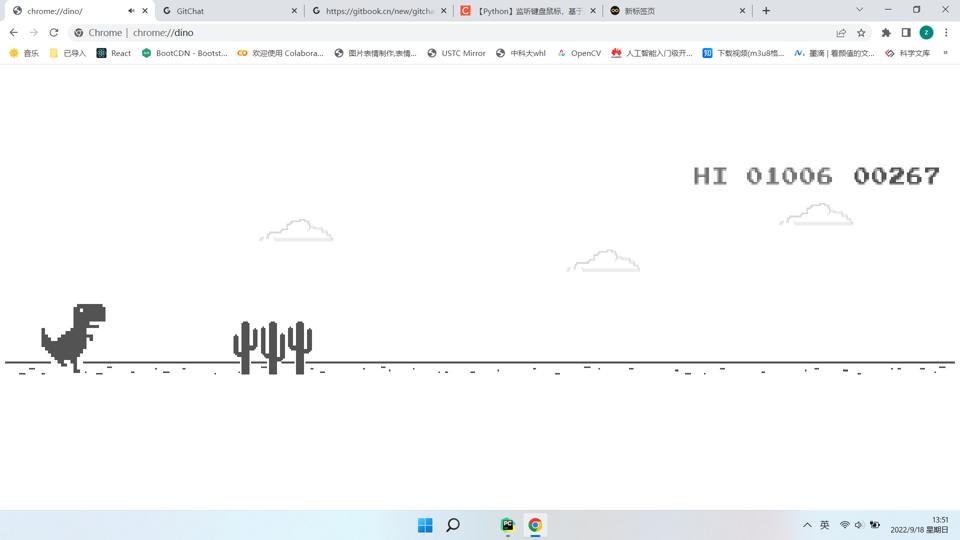 chrome://dino/
GitChat
https://gitbook.cn/new/gitcha
【Python】监听键盘鼠标，基于
新标签页
Chrome | chrome://dino
音乐
已导入
React
BootCDN - Bootst...
欢迎使用 Colabora...
图片表情制作,表情...
USTC Mirror
中科大whl
OpenCV
人工智能入门级开...
下载视频(m3u8格...
墨滴 | 看颜值的文...
科学文库
»
HI 01006 00267
英
13:51
2022/9/18 星期日